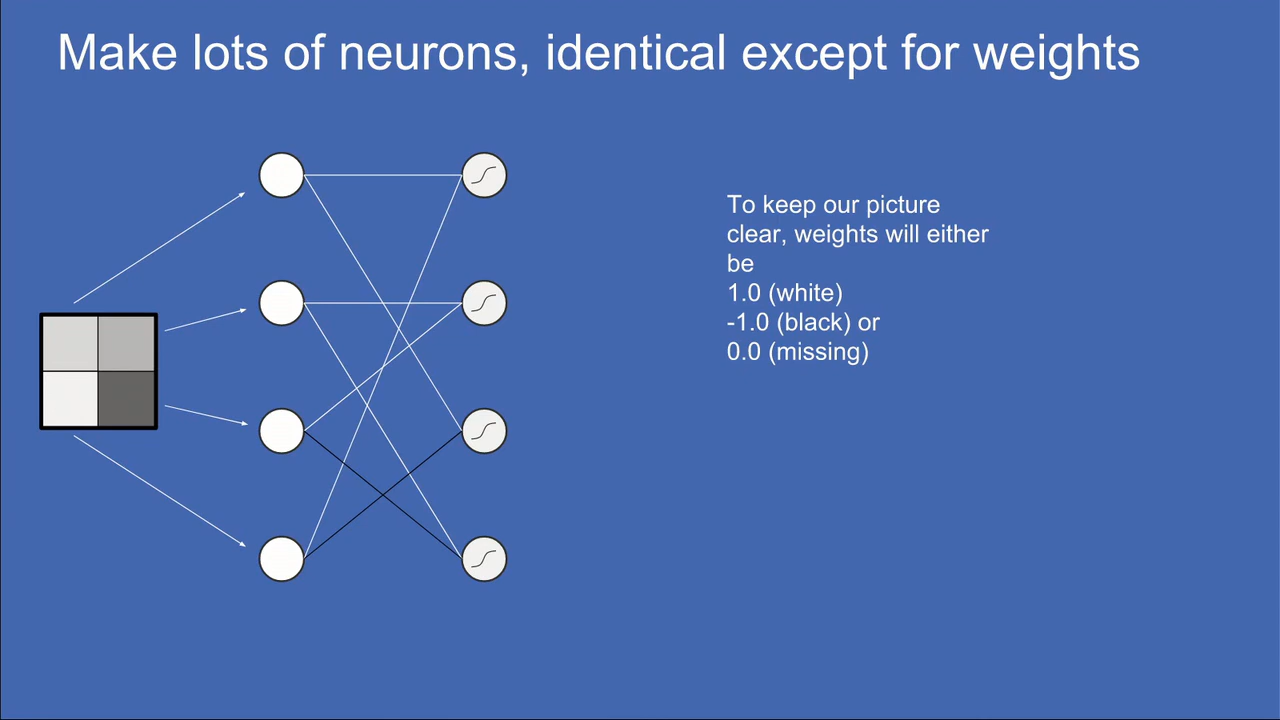 Make lots of neurons, identical except for weights
To keep our picture
clear, weights will either
be
1.0 (white)
-1.0 (black) or
0.0 (missing)